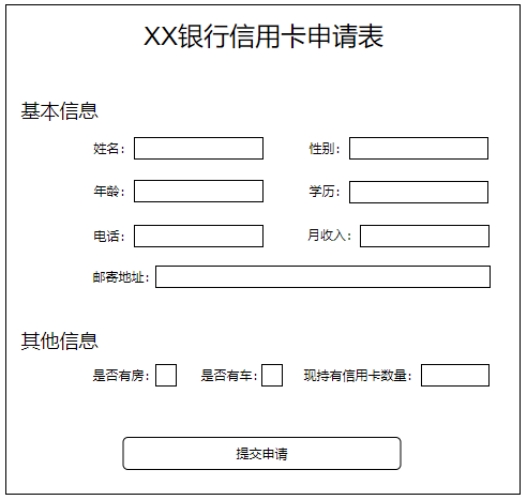 XX银行信用卡申请表
基本信息
姓名： 性别：
年龄： 学历：
电话： 月收入：
邮寄地址：
其他信息
是否有房： 是否有车： 现持有信用卡数量：
提交申请